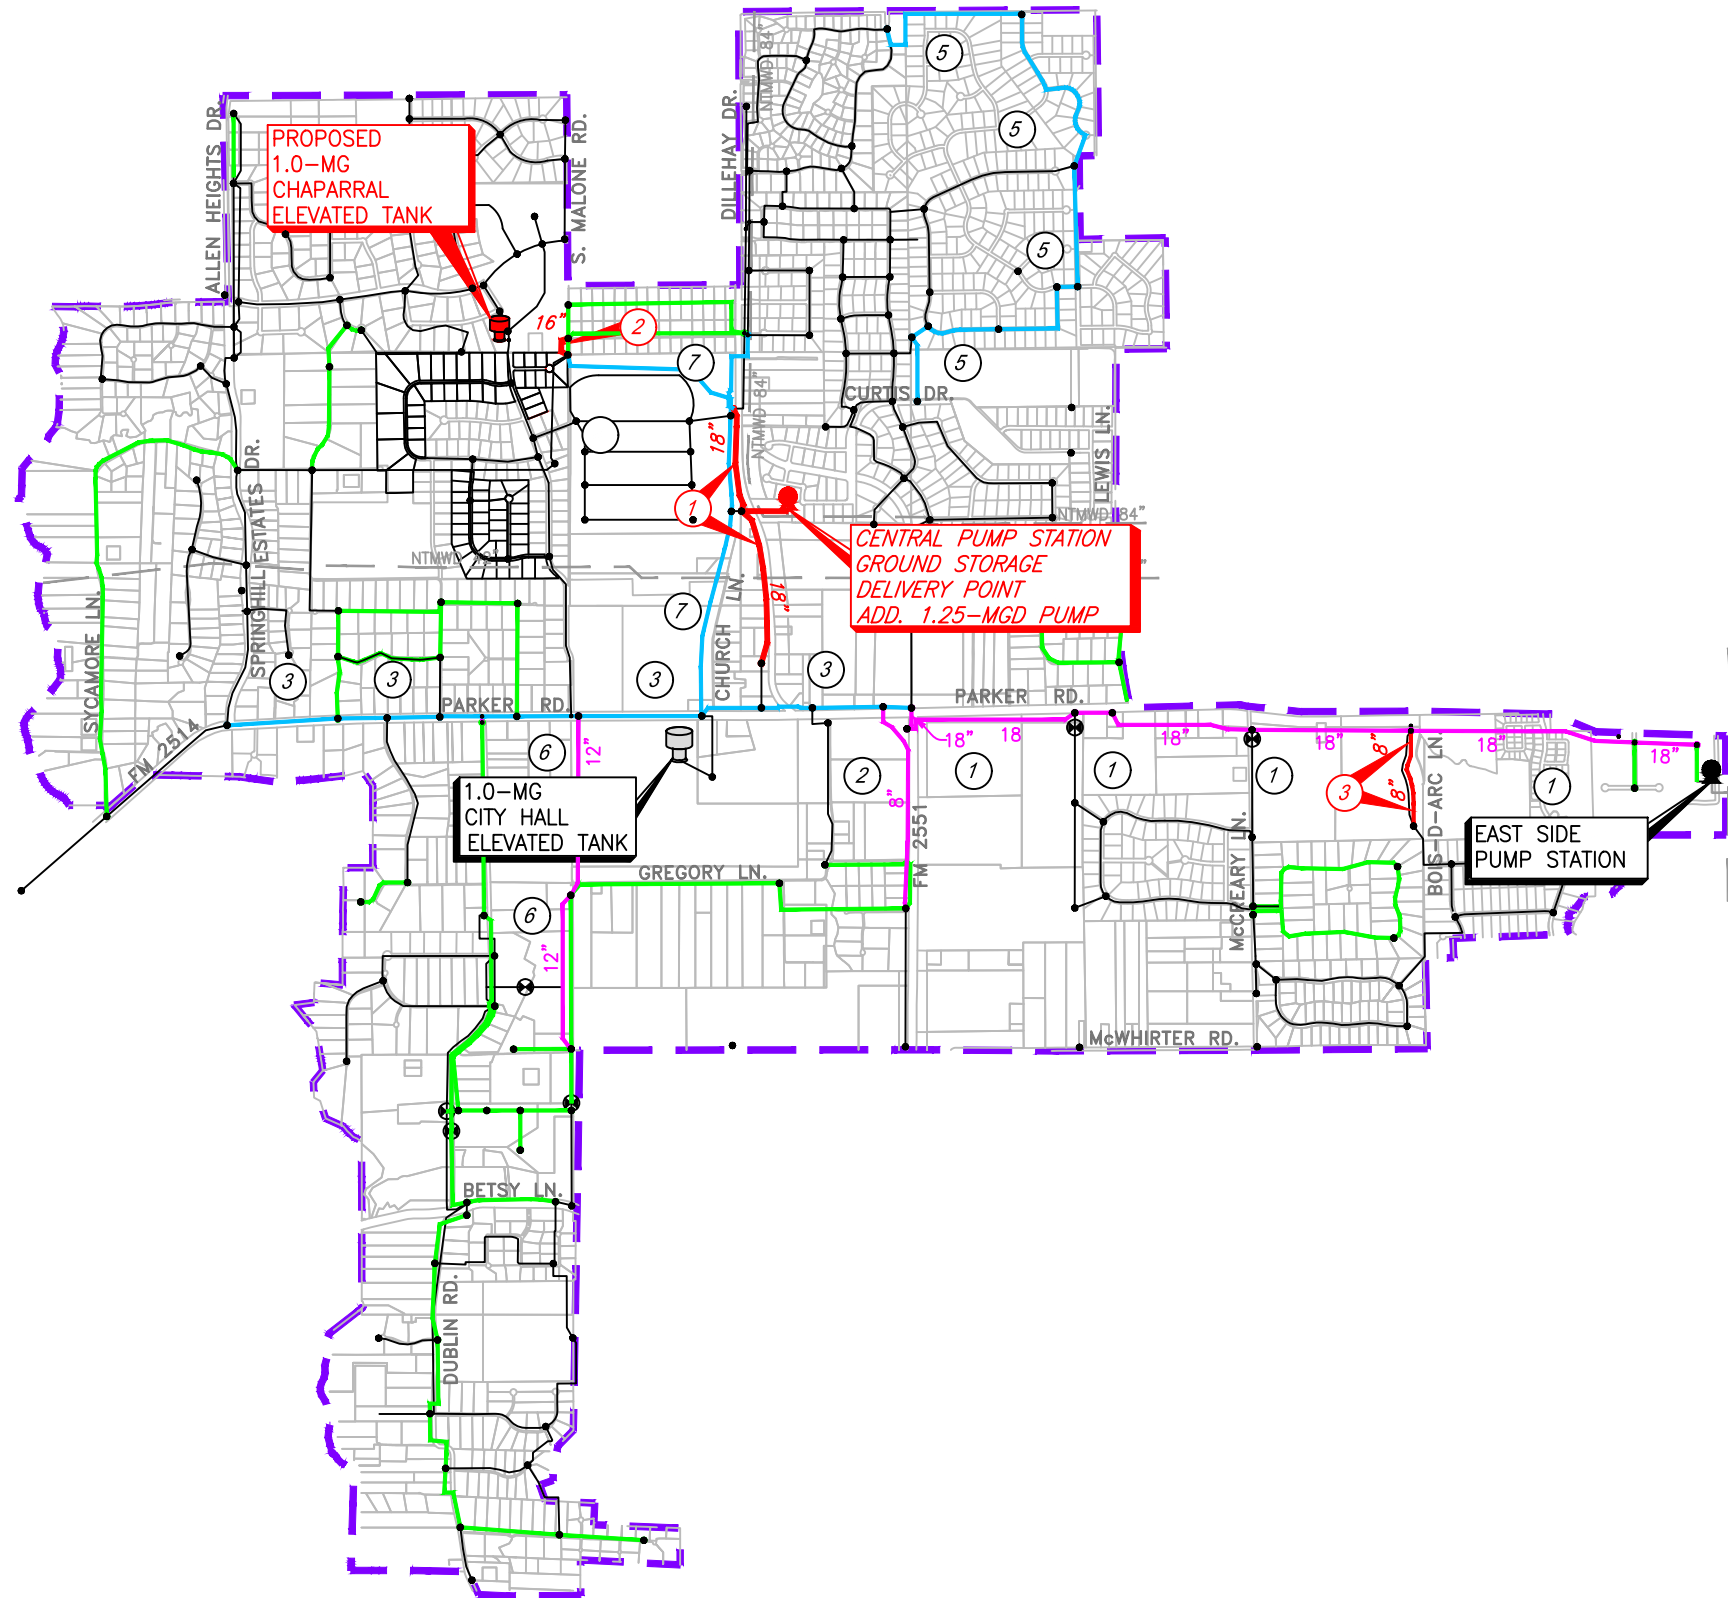 NTMWD 84"
5
5
5
5
ALLEN HEIGHTS DR.
PROPOSED
1.0-MG
CHAPARRAL
ELEVATED TANK
S. MALONE RD.
DILLEHAY DR.
16"
2
7
CURTIS DR.
NTMWD 84"
18"
1
LEWIS LN.
NTMWD 84"
SPRINGHILL ESTATES DR.
CENTRAL PUMP STATION
GROUND STORAGE
DELIVERY POINT
ADD. 1.25-MGD PUMP
NTMWD 42"
SYCAMORE LN.
7
CHURCH LN.
18"
3
3
3
3
PARKER RD.
PARKER RD.
FM 2514
6
12"
18"
18
18"
18"
18"
18"
2
8"
1
1
1
1
8"
8"
3
1.0-MG
CITY HALL
ELEVATED TANK
FM 2551
McCREARY LN.
BOIS-D-ARC LN.
EAST SIDE
PUMP STATION
GREGORY LN.
6
12"
McWHIRTER RD.
BETSY LN.
DUBLIN RD.